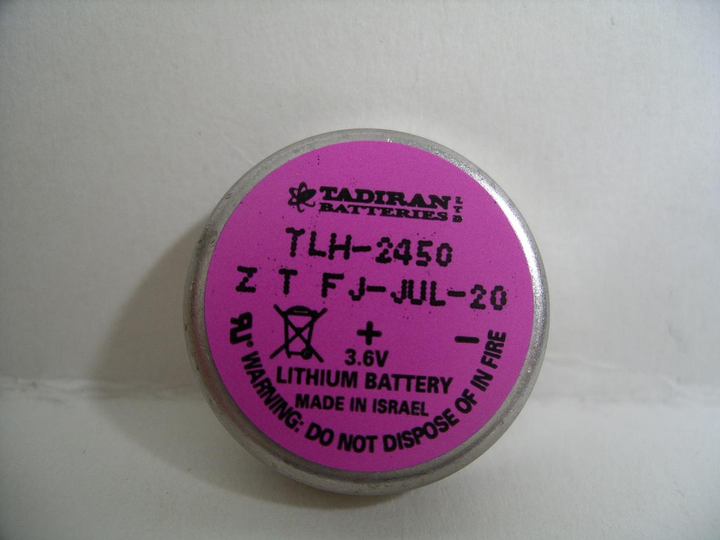 TADIRAN LTD
BATTERIES
TLH-2450
Z T FJ-JUL-20
+ -
3.6V
LITHIUM BATTERY
MADE IN ISRAEL
WARNING: DO NOT DISPOSE OF IN FIRE